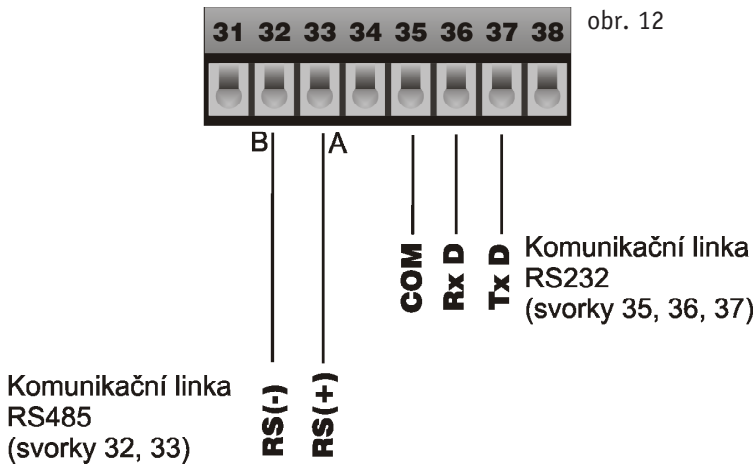 31 32 33 34 35 36 37 38
obr. 12
B A
COM
Rx D
Tx D
Komunikační linka
RS232
(svorky 35, 36, 37)
Komunikační linka
RS485
(svorky 32, 33)
RS(-)
RS(+)